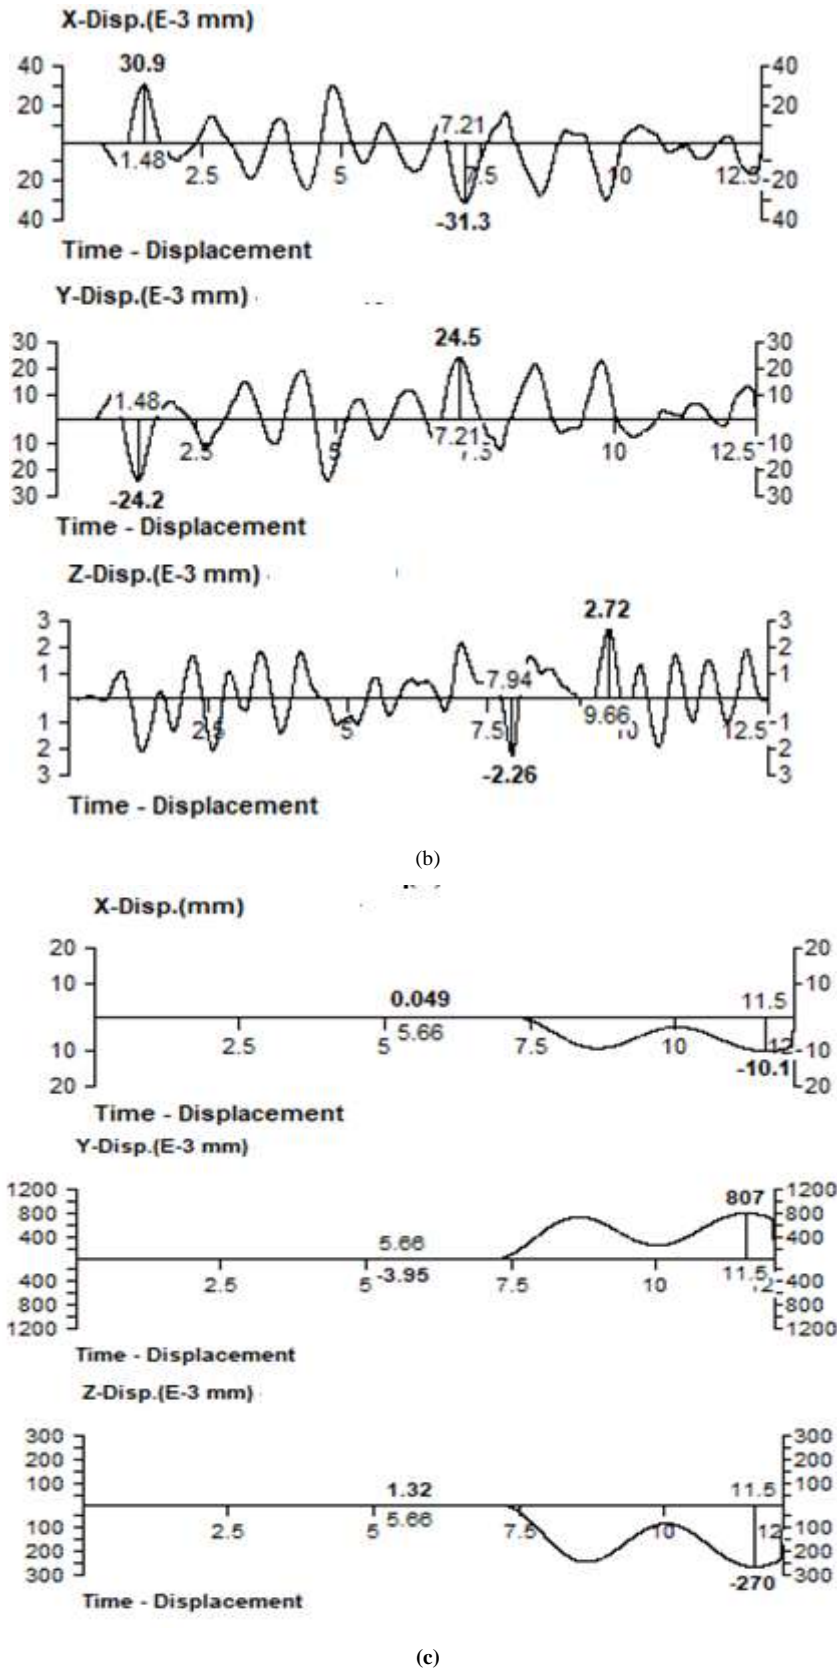 X-Disp.(E-3 mm)
40 30.9 40
20 7.21 20
1.48 2.5 5 7.5 10 12.5
20 20
40 -31.3 40
Time - Displacement
Y-Disp.(E-3 mm)
30 24.5 30
20 20
10 1.48 10
10 2.5 5 7.21 7.5 10 12.5 10
20 20
30 -24.2 30
Time - Displacement
Z-Disp.(E-3 mm)
3 2.72 3
2 2
1 7.94 1
1 2.5 5 7.5 9.66 10 12.5 1
2 2
3 -2.26 3
Time - Displacement
(b)
X-Disp.(mm)
20 20
10 0.049 11.5 10
2.5 5 5.66 7.5 10 12
10 -10.1 10
20 20
Time - Displacement
Y-Disp.(E-3 mm)
1200 807 1200
800 800
400 5.66 400
2.5 5 -3.95 7.5 10 11.5
400 400
800 800
1200 1200
Time - Displacement
Z-Disp.(E-3 mm)
300 300
200 200
100 1.32 11.5 100
100 2.5 5 5.66 7.5 10 12 100
200 200
300 -270 300
Time - Displacement
(c)